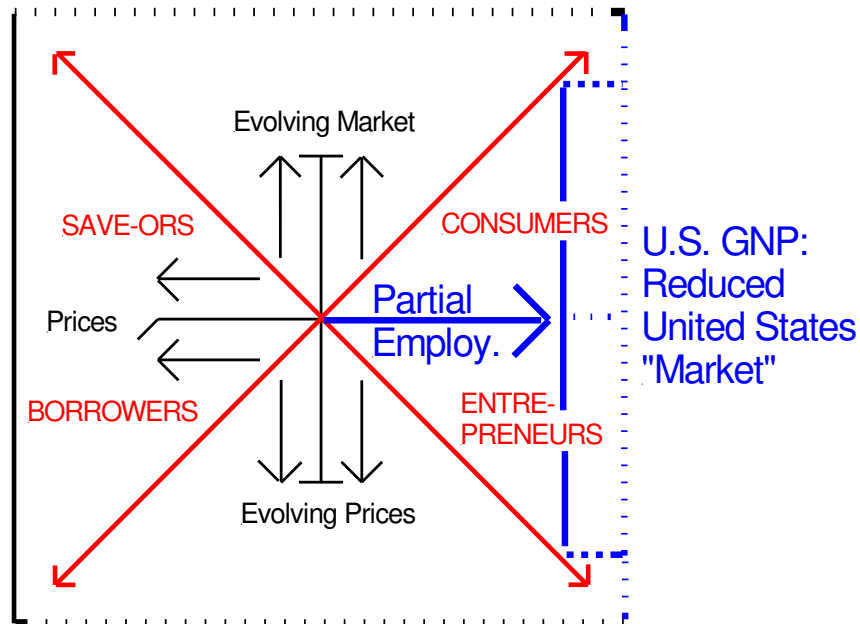 Evolving Market
SAVE-ORS
CONSUMERS
Prices
Partial
Employ.
U.S. GNP:
Reduced
United States
"Market"
BORROWERS
ENTRE-
PRENEURS
Evolving Prices